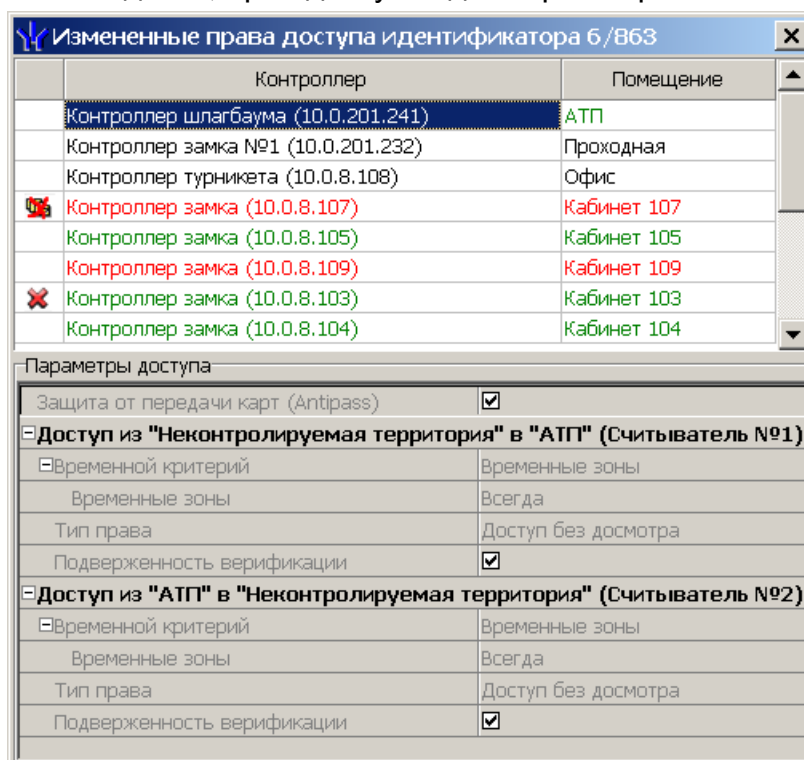 Измененные права доступа идентификатора 6/863
Контроллер Помещение
Контроллер шлагбаума (10.0.201.241) АТП
Контроллер замка №1 (10.0.201.232) Проходная
Контроллер турникета (10.0.8.108) Офис
Контроллер замка (10.0.8.107) Кабинет 107
Контроллер замка (10.0.8.105) Кабинет 105
Контроллер замка (10.0.8.109) Кабинет 109
Контроллер замка (10.0.8.103) Кабинет 103
Контроллер замка (10.0.8.104) Кабинет 104
Параметры доступа
Защита от передачи карт (Antipass)
Доступ из "Неконтролируемая территория" в "АТП" (Считыватель №1)
Временной критерий Временные зоны
Временные зоны Всегда
Тип права Доступ без досмотра
Подверженность верификации
Доступ из "АТП" в "Неконтролируемая территория" (Считыватель №2)
Временной критерий Временные зоны
Временные зоны Всегда
Тип права Доступ без досмотра
Подверженность верификации